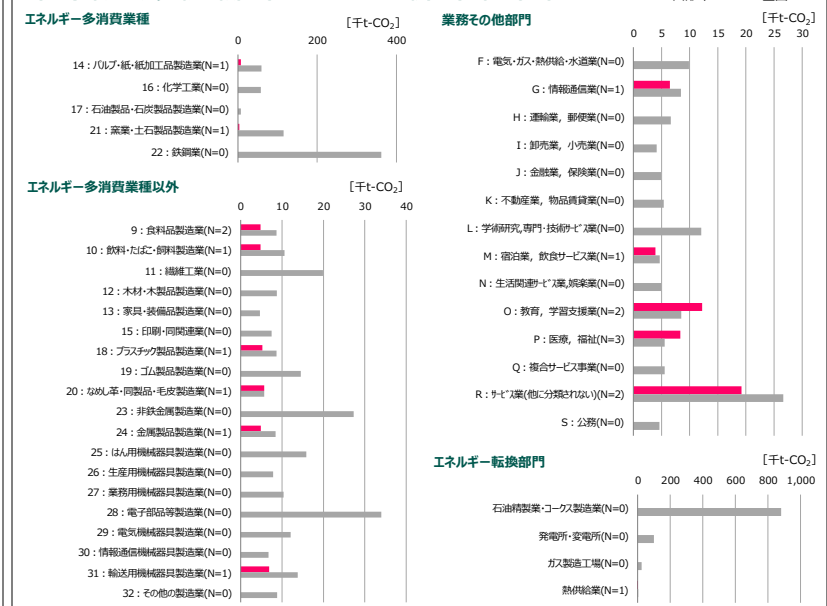 エネルギー多消費業種
[千t-CO₂]
0 200 400
14：パルプ・紙・紙加工品製造業(N=1)
16：化学工業(N=0)
17：石油製品・石炭製品製造業(N=0)
21：窯業・土石製品製造業(N=1)
22：鉄鋼業(N=0)
エネルギー多消費業種以外
[千t-CO₂]
0 10 20 30 40
9：食料品製造業(N=2)
10：飲料・たばこ・飼料製造業(N=1)
11：繊維工業(N=0)
12：木材・木製品製造業(N=0)
13：家具・装備品製造業(N=0)
15：印刷・同関連業(N=0)
18：プラスチック製品製造業(N=1)
19：ゴム製品製造業(N=0)
20：なめし革・同製品・毛皮製造業(N=1)
23：非鉄金属製造業(N=0)
24：金属製品製造業(N=1)
25：はん用機械器具製造業(N=0)
26：生産用機械器具製造業(N=0)
27：業務用機械器具製造業(N=0)
28：電子部品等製造業(N=0)
29：電気機械器具製造業(N=0)
30：情報通信機械器具製造業(N=0)
31：輸送用機械器具製造業(N=1)
32：その他の製造業(N=0)
業務その他部門
[千t-CO₂]
0 5 10 15 20 25 30
F：電気・ガス・熱供給・水道業(N=0)
G：情報通信業(N=1)
H：運輸業，郵便業(N=0)
I：卸売業，小売業(N=0)
J：金融業，保険業(N=0)
K：不動産業，物品賃貸業(N=0)
L：学術研究,専門・技術ｻｰﾋﾞｽ業(N=0)
M：宿泊業，飲食サービス業(N=1)
N：生活関連ｻｰﾋﾞｽ業,娯楽業(N=0)
O：教育，学習支援業(N=2)
P：医療，福祉(N=3)
Q：複合サービス事業(N=0)
R：ｻｰﾋﾞｽ業(他に分類されない)(N=2)
S：公務(N=0)
エネルギー転換部門
[千t-CO₂]
0 200 400 600 800 1,000
石油精製業・コークス製造業(N=0)
発電所・変電所(N=0)
ガス製造工場(N=0)
熱供給業(N=1)